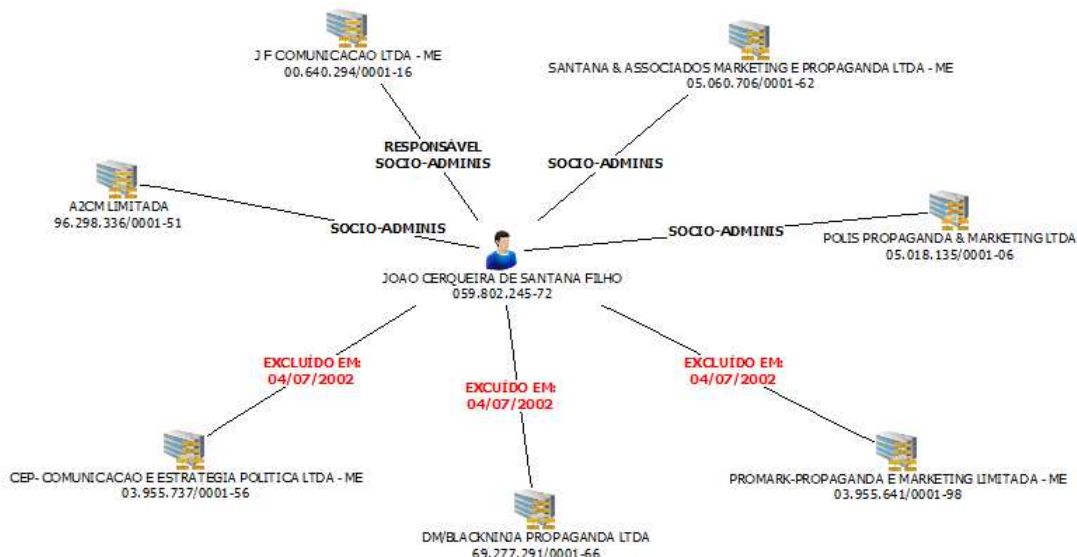 J F COMUNICACAO LTDA - ME
00.640.294/0001-16
SANTANA & ASSOCIADOS MARKETING E PROPAGANDA LTDA - ME
05.060.706/0001-62
RESPONSÁVEL
SOCIO-ADMINIS
SOCIO-ADMINIS
A2CM LIMITADA
96.298.336/0001-51
SOCIO-ADMINIS
SOCIO-ADMINIS
POLIS PROPAGANDA & MARKETING LTDA
05.018.135/0001-06
JOAO CERQUEIRA DE SANTANA FILHO
059.802.245-72
EXCLUÍDO EM:
04/07/2002
EXCUÍDO EM:
04/07/2002
EXCLUÍDO EM:
04/07/2002
CEP- COMUNICACAO E ESTRATEGIA POLITICA LTDA - ME
03.955.737/0001-56
PROMARK-PROPAGANDA E MARKETING LIMITADA - ME
03.955.641/0001-98
DM/BLACKNINJA PROPAGANDA LTDA
69.277.291/0001-66